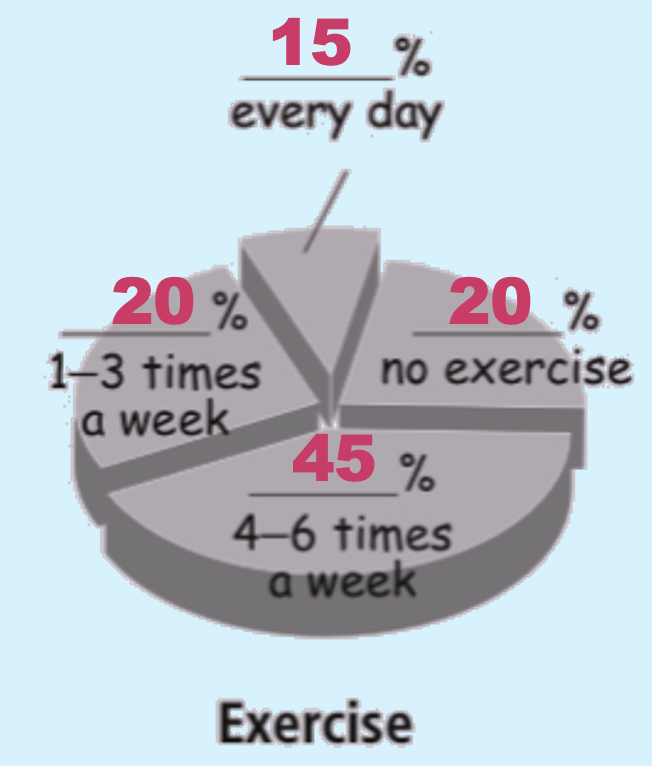 15 %
every day
20 %
1–3 times
a week
20 %
no exercise
45 %
4–6 times
a week
Exercise